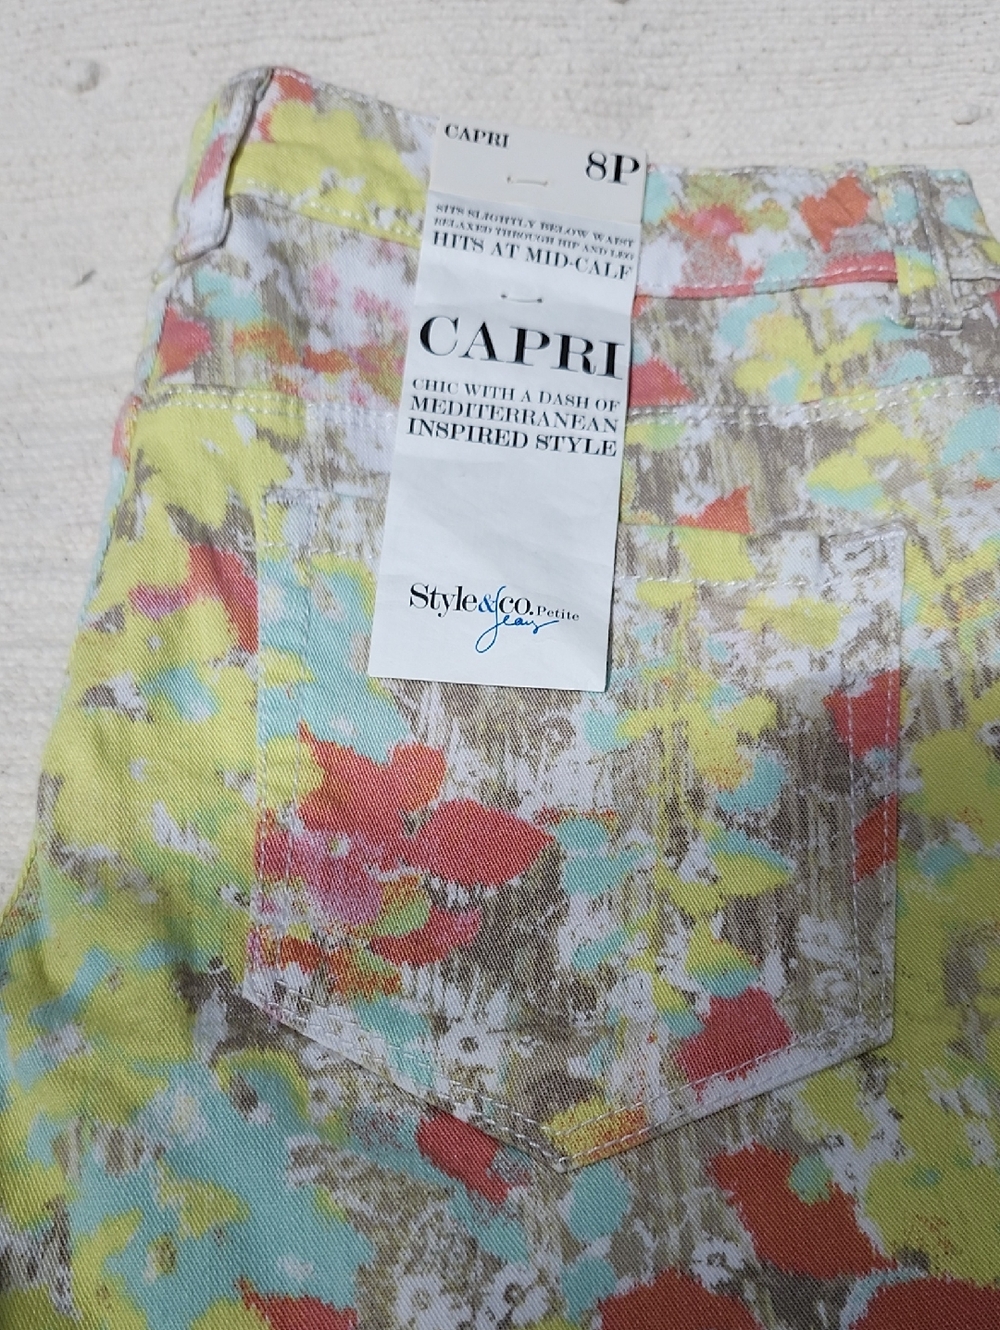 CAPRI
8P
SITS SLIGHTLY BELOW WAIST
RELAXED THROUGH HIP AND LEG
HITS AT MID-CALF
CAPRI
CHIC WITH A DASH OF
MEDITERRANEAN
INSPIRED STYLE
Style&co. Petite
Jeans